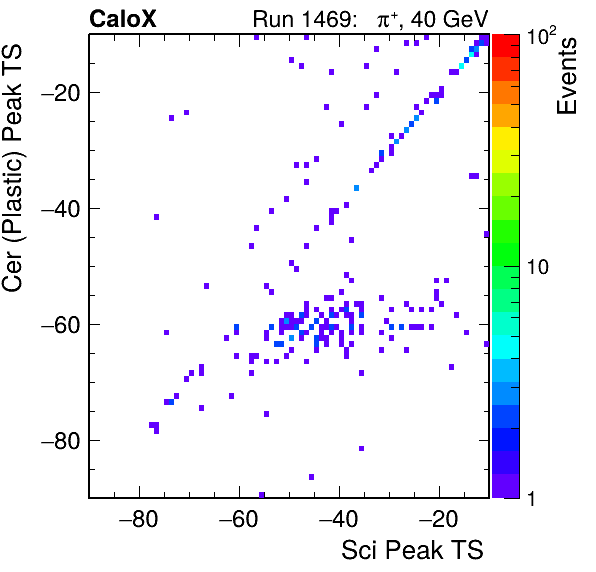 CaloX Run 1469: π⁺, 40 GeV
Cer (Plastic) Peak TS
−20
−40
−60
−80
−80 −60 −40 −20
Sci Peak TS
10²
10
1
Events